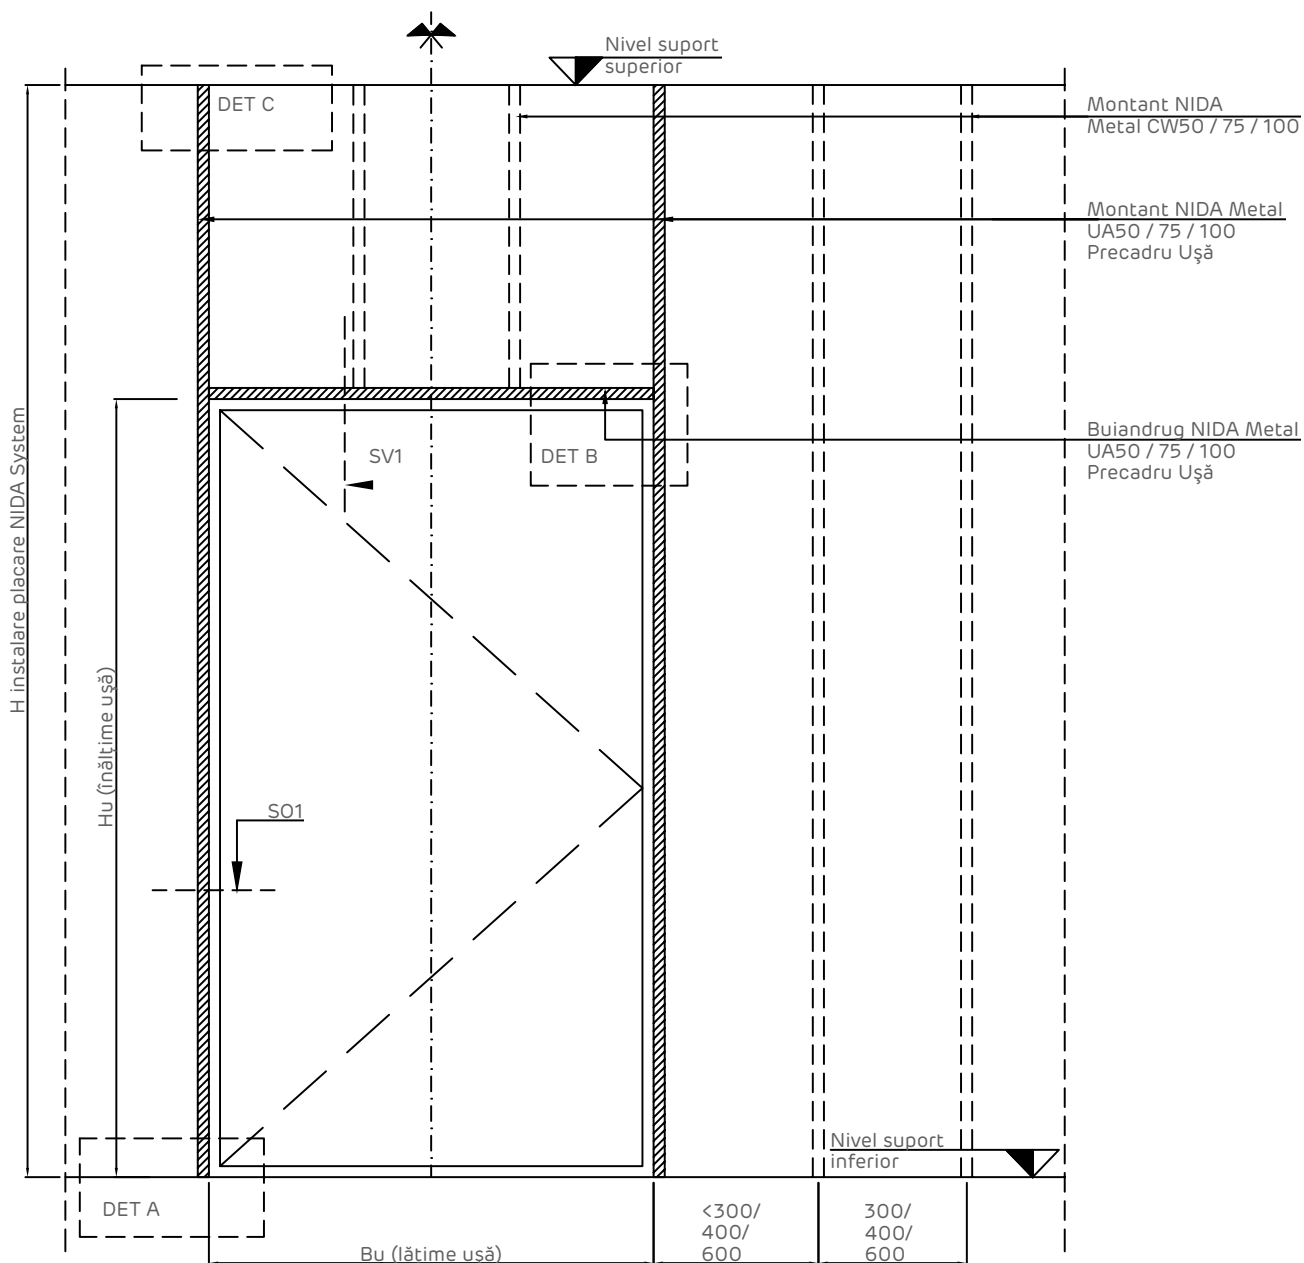 Nivel suport
superior
DET C
Montant NIDA
Metal CW50 / 75 / 100
Montant NIDA Metal
UA50 / 75 / 100
Precadru Uşă
Buiandrug NIDA Metal
UA50 / 75 / 100
Precadru Uşă
SV1
DET B
H instalare placare NIDA System
Hu (înălţime uşă)
S01
Nivel suport
inferior
DET A
Bu (lăţime uşă)
<300/
400/
600
300/
400/
600